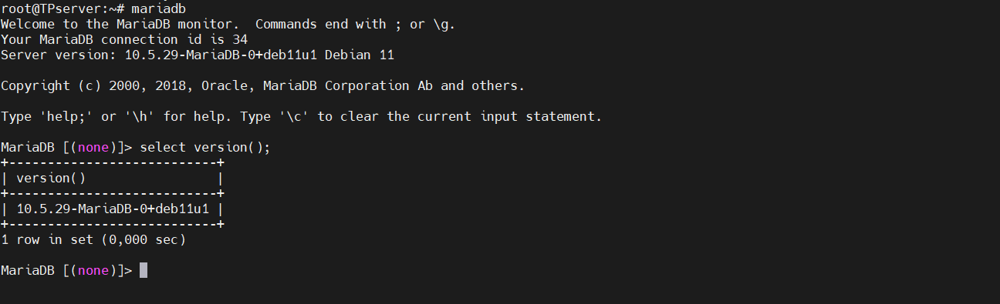 root@TPserver:~# mariadb
Welcome to the MariaDB monitor.  Commands end with ; or \g.
Your MariaDB connection id is 34
Server version: 10.5.29-MariaDB-0+deb11u1 Debian 11

Copyright (c) 2000, 2018, Oracle, MariaDB Corporation Ab and others.

Type 'help;' or '\h' for help. Type '\c' to clear the current input statement.

MariaDB [(none)]> select version();
+---------------------------+
| version()                 |
+---------------------------+
| 10.5.29-MariaDB-0+deb11u1 |
+---------------------------+
1 row in set (0,000 sec)

MariaDB [(none)]>